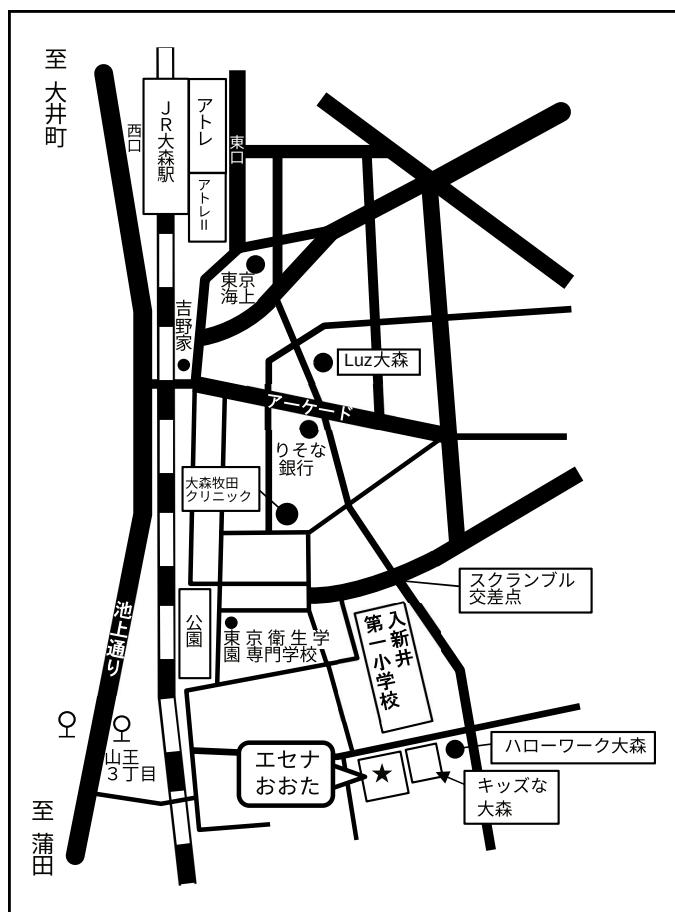 至 大井町
西口
JR大森駅
アトレ
アトレⅡ
東口
東京
海上
吉野家
Luz大森
アーケード
りそな
銀行
大森牧田
クリニック
スクランブル
交差点
池上通り
公園
東京衛生学
園専門学校
入新井
第一小学校
山王
３丁目
エセナ
おおた
★
ハローワーク大森
キッズな
大森
至 蒲田